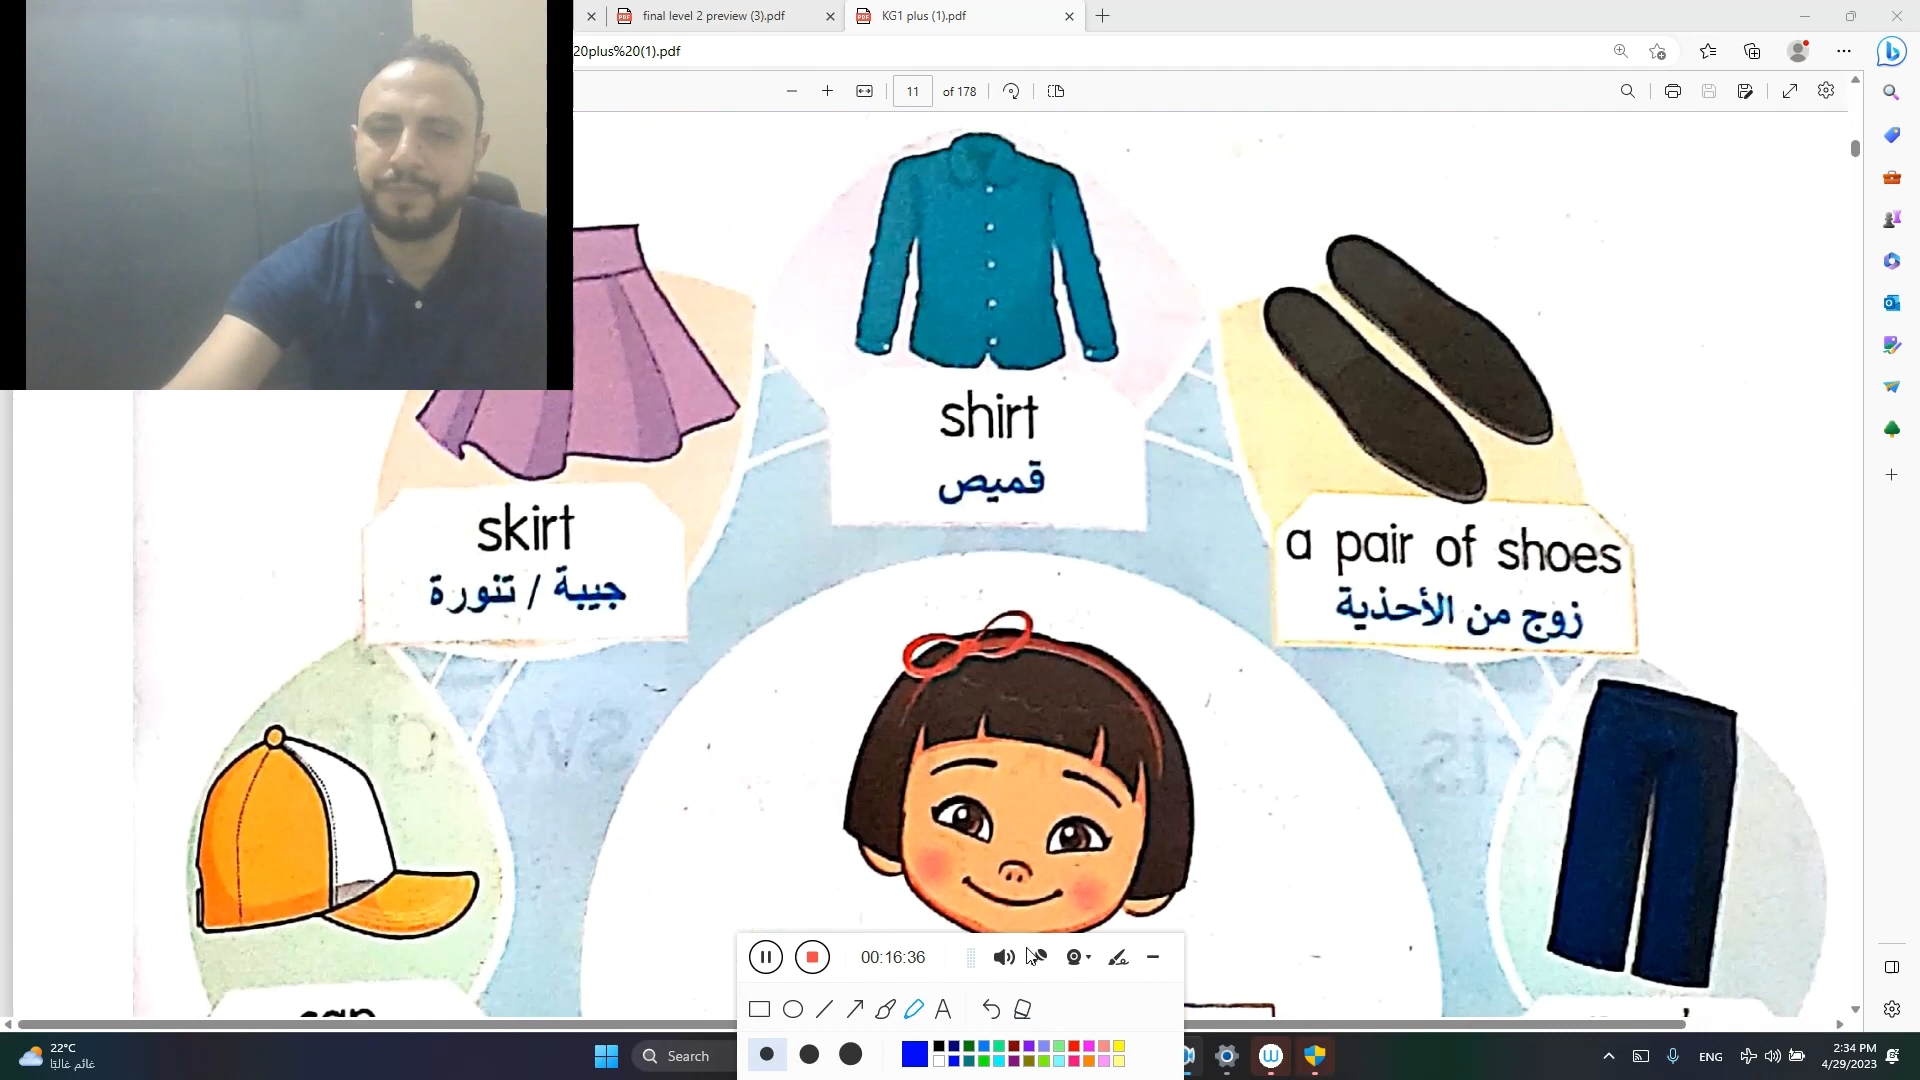 final level 2 preview (3).pdf
KG1 plus (1).pdf
20plus%20(1).pdf
11 of 178
shirt
قميص
skirt
جيبة / تنورة
a pair of shoes
زوج من الأحذية
00:16:36
22°C
غائم غالبًا
Search
ENG
2:34 PM
4/29/2023